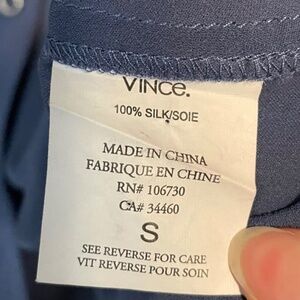 VINCE.
100% SILK/SOIE
MADE IN CHINA
FABRIQUE EN CHINE
RN# 106730
CA# 34460
S
SEE REVERSE FOR CARE
VIT REVERSE POUR SOIN